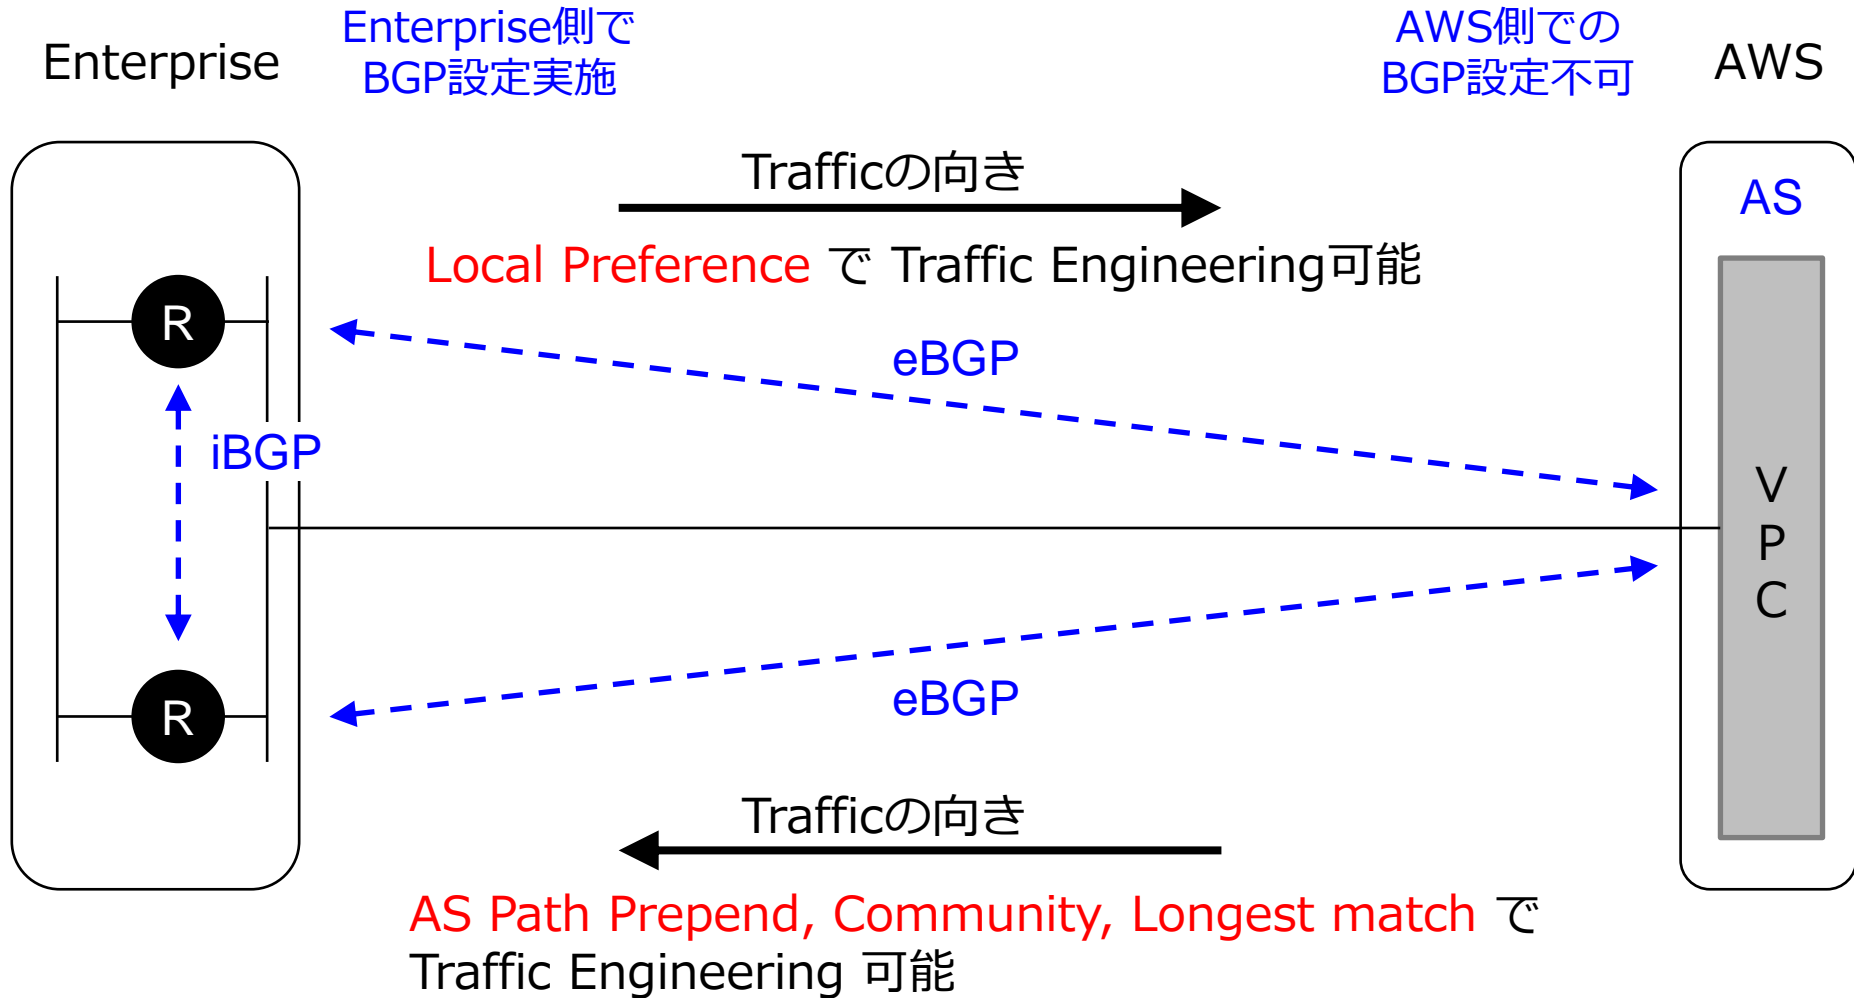 Enterprise
Enterprise側で
BGP設定実施
AWS側での
BGP設定不可
AWS
Trafficの向き
AS
Local Preference で Traffic Engineering可能
R
eBGP
iBGP
V
P
C
R
eBGP
Trafficの向き
AS Path Prepend, Community, Longest match で
Traffic Engineering 可能